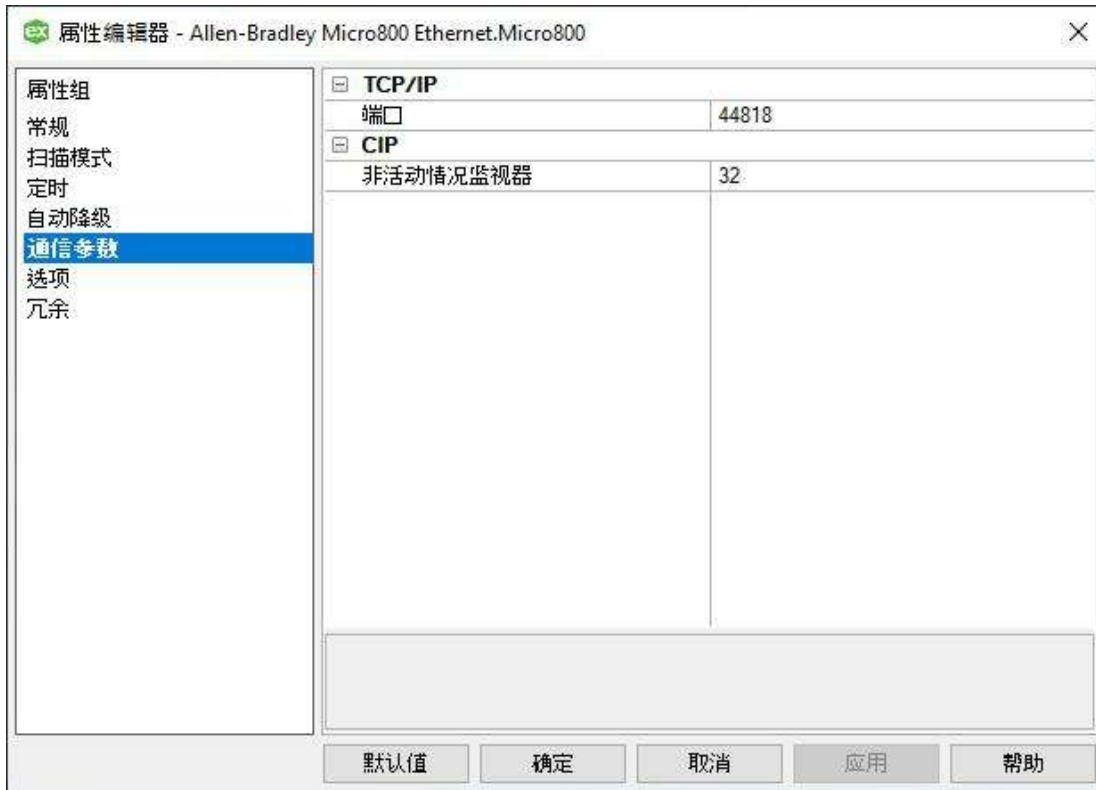 属性编辑器 - Allen-Bradley Micro800 Ethernet.Micro800
属性组
常规
扫描模式
定时
自动降级
通信参数
选项
冗余
TCP/IP
端口 44818
CIP
非活动情况监视器 32
默认值 确定 取消 应用 帮助